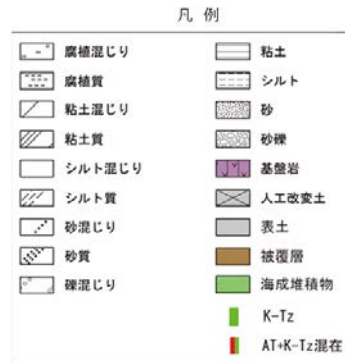 凡 例
腐植混じり
腐植質
粘土混じり
粘土質
シルト混じり
シルト質
砂混じり
砂質
礫混じり
粘土
シルト
砂
砂礫
基盤岩
人工改変土
表土
被覆層
海成堆積物
K-Tz
AT+K-Tz混在